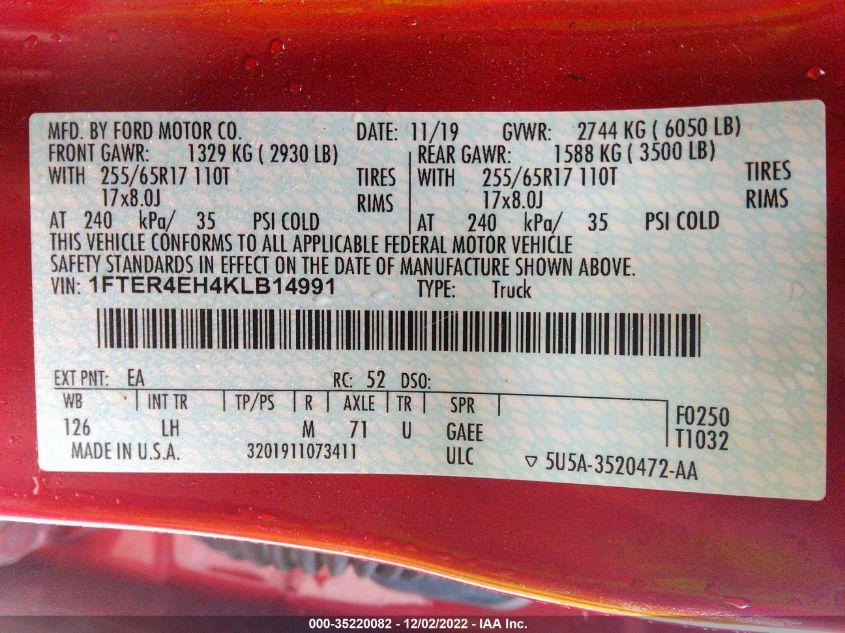 MFD. BY FORD MOTOR CO. DATE: 11/19 GVWR: 2744 KG ( 6050 LB)
FRONT GAWR: 1329 KG ( 2930 LB) REAR GAWR: 1588 KG ( 3500 LB)
WITH 255/65R17 110T TIRES WITH 255/65R17 110T TIRES
17x8.0J RIMS 17x8.0J RIMS
AT 240 kPa/ 35 PSI COLD AT 240 kPa/ 35 PSI COLD
THIS VEHICLE CONFORMS TO ALL APPLICABLE FEDERAL MOTOR VEHICLE
SAFETY STANDARDS IN EFFECT ON THE DATE OF MANUFACTURE SHOWN ABOVE.
VIN: 1FTER4EH4KLB14991 TYPE: Truck
EXT PNT: EA RC: 52 DSO:
WB INT TR TP/PS R AXLE TR SPR F0250
126 LH M 71 U GAEE T1032
MADE IN U.S.A. 3201911073411 ULC ▽ 5U5A-3520472-AA
000-35220082 - 12/02/2022 - IAA Inc.